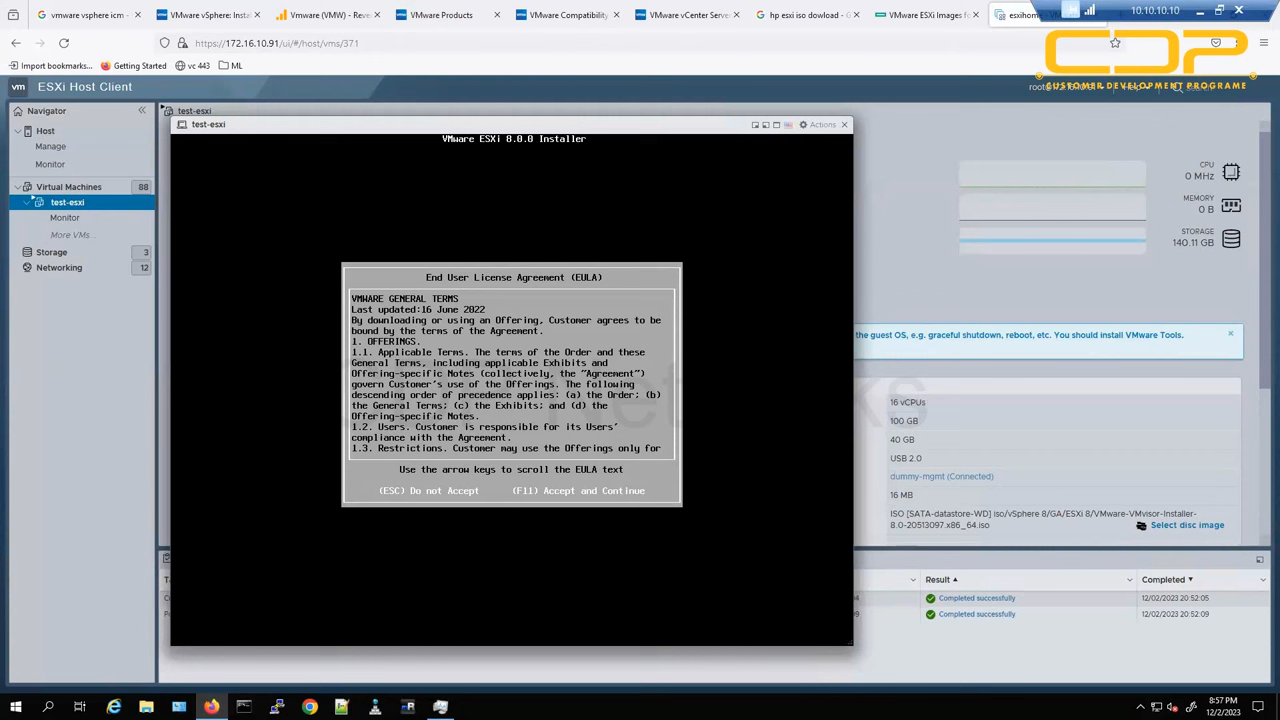 vmware vsphere icm -
VMware vSphere: Instal
Vmware (VMW) - Rev
VMware Products
VMware Compatibility
VMware vCenter Serve
hp esxi iso dowload - G
VMware ESXi Images fo
10.10.10.10
https://172.16.10.91/ui/#/host/vms/371
Import bookmarks...
Getting Started
vc 443
ML
CDP
CUSTOMER DEVELOPMENT PROGRAME
vm
ESXi Host Client
Navigator
Host
Manage
Monitor
Virtual Machines
88
test-esxi
Monitor
More VMs...
Storage
3
Networking
12
test-esxi
test-esxi
Actions
VMware ESXi 8.0.0 Installer
End User License Agreement (EULA)
VMWARE GENERAL TERMS
Last updated:16 June 2022
By downloading or using an Offering, Customer agrees to be
bound by the terms of the Agreement.
1. OFFERINGS.
1.1. Applicable Terms. The terms of the Order and these
General Terms, including applicable Exhibits and
Offering-specific Notes (collectively, the "Agreement")
govern Customer's use of the Offerings. The following
descending order of precedence applies: (a) the Order; (b)
the General Terms; (c) the Exhibits; and (d) the
Offering-specific Notes.
1.2. Users. Customer is responsible for its Users'
compliance with the Agreement.
1.3. Restrictions. Customer may use the Offerings only for
Use the arrow keys to scroll the EULA text
(ESC) Do not Accept
(F11) Accept and Continue
CPU
0 MHz
MEMORY
0 B
STORAGE
140.11 GB
the guest OS, e.g. graceful shutdown, reboot, etc. You should install VMware Tools.
16 vCPUs
100 GB
40 GB
USB 2.0
dummy-mgmt (Connected)
16 MB
ISO [SATA-datastore-WD] iso/vSphere 8/GA/ESXi 8/VMware-VMvisor-Installer-
8.0-20513097.x86_64.iso
Select disc image
Result
Completed
Completed successfully
12/02/2023 20:52:05
Completed successfully
12/02/2023 20:52:09
8:57 PM
12/2/2023